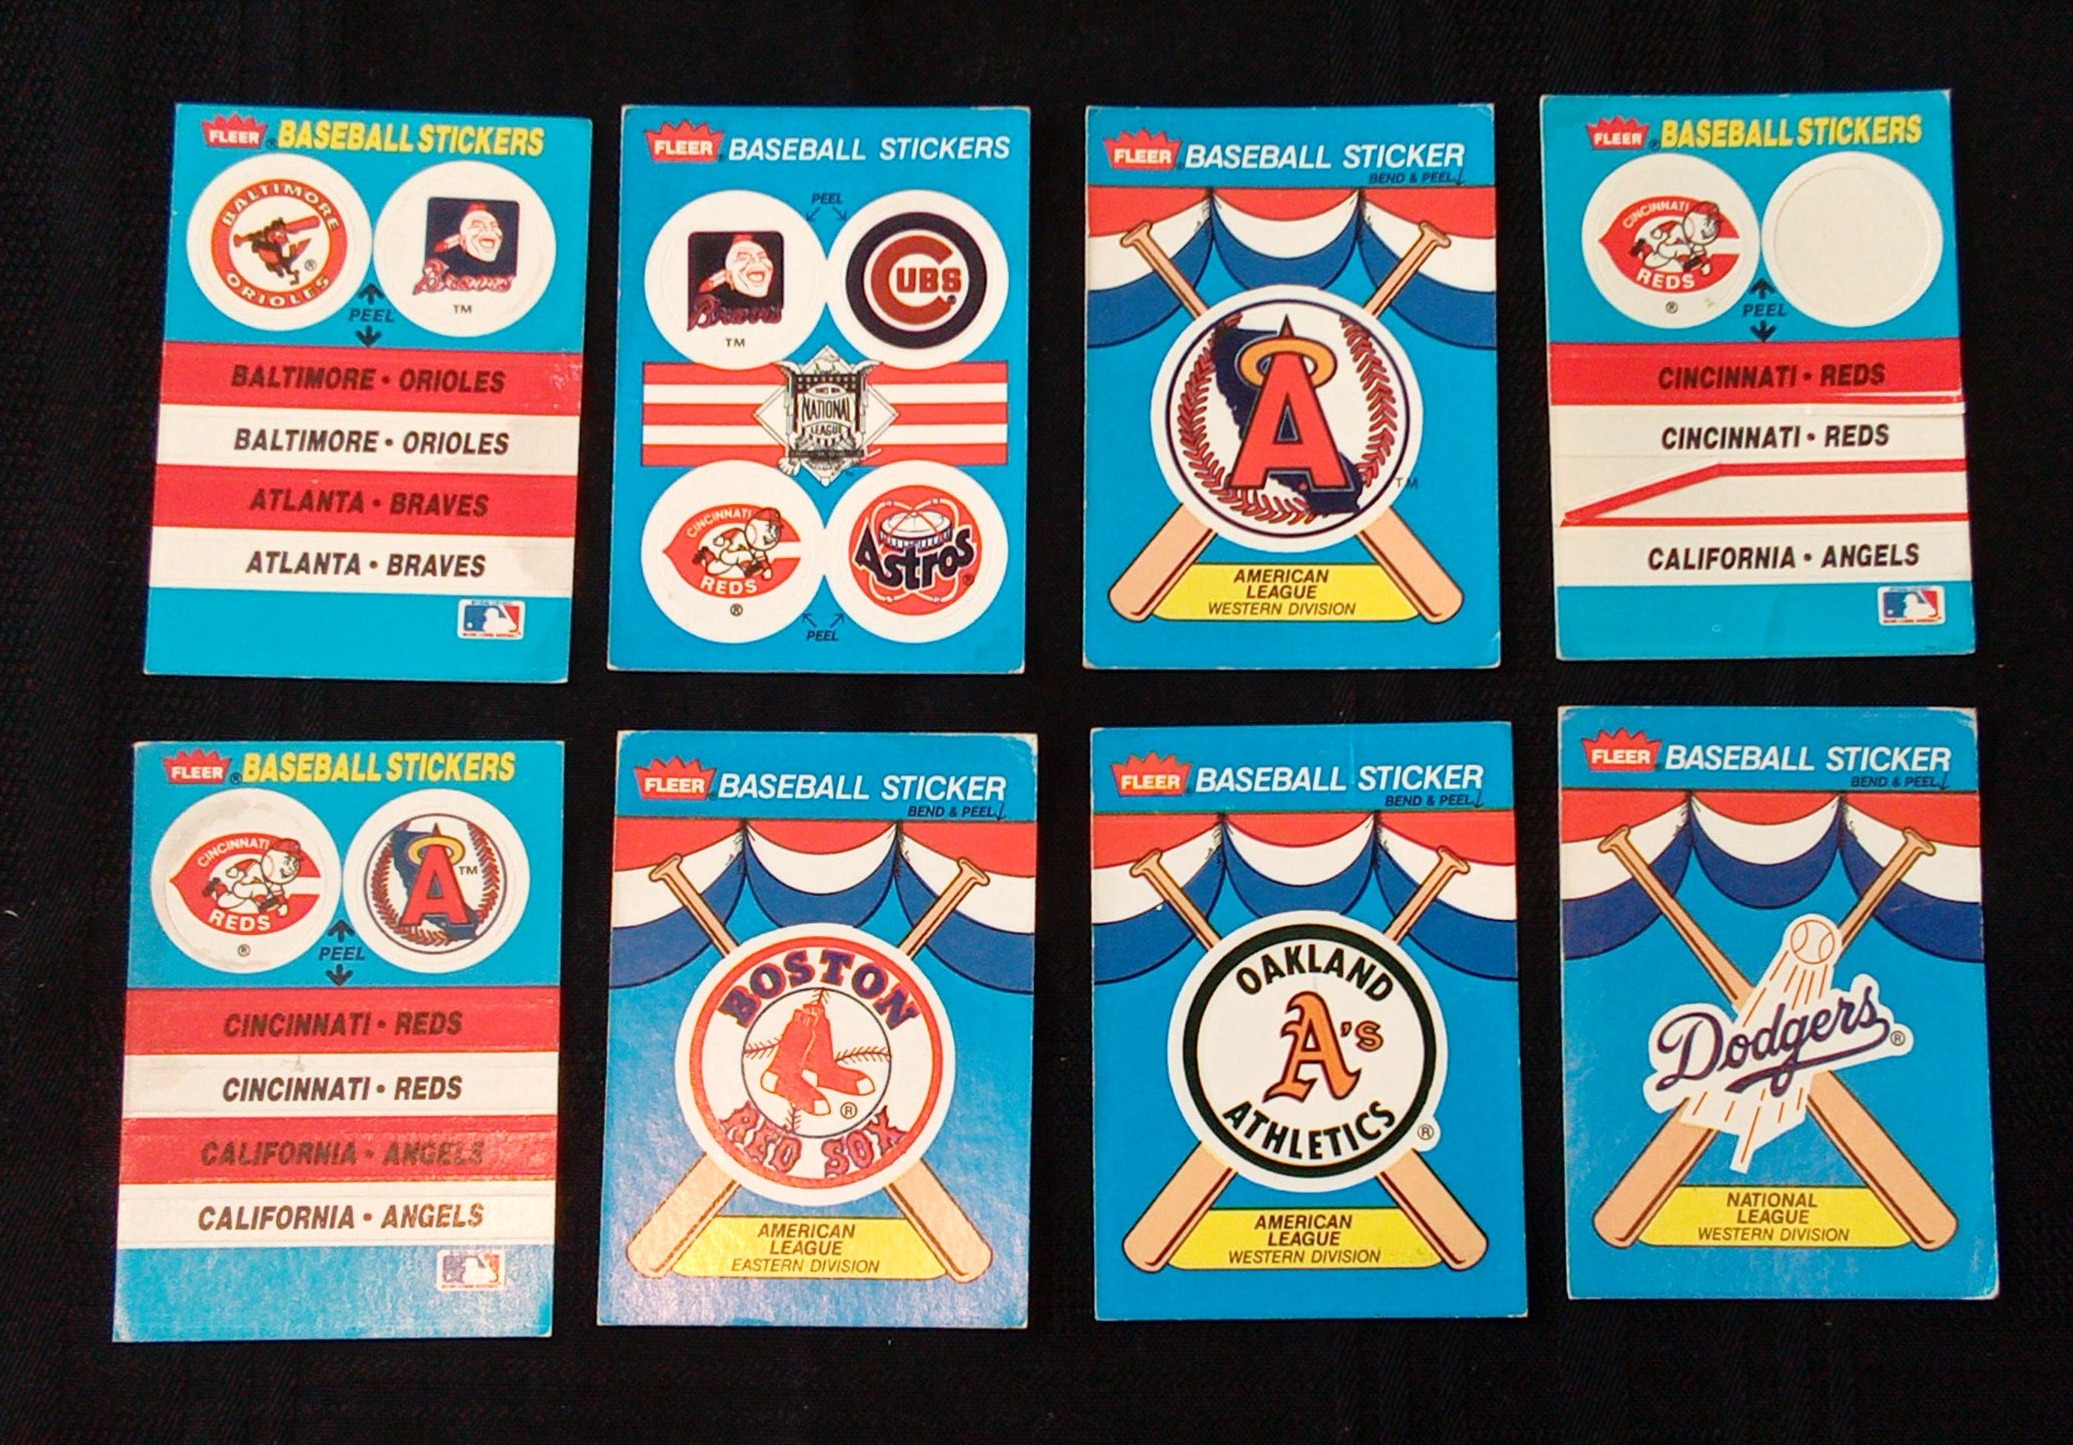 FLEER® BASEBALL STICKERS
BALTIMORE
ORIOLES
®
Braves
TM
PEEL
BALTIMORE • ORIOLES
BALTIMORE • ORIOLES
ATLANTA • BRAVES
ATLANTA • BRAVES
FLEER® BASEBALL STICKERS
PEEL
Braves
TM
CUBS
®
NATIONAL
LEAGUE
CINCINNATI
REDS
®
Astros
®
PEEL
FLEER® BASEBALL STICKER
BEND & PEEL
A
TM
AMERICAN
LEAGUE
WESTERN DIVISION
FLEER® BASEBALL STICKERS
CINCINNATI
REDS
®
PEEL
CINCINNATI • REDS
CINCINNATI • REDS
CALIFORNIA • ANGELS
FLEER® BASEBALL STICKERS
CINCINNATI
REDS
®
A
TM
PEEL
CINCINNATI • REDS
CINCINNATI • REDS
CALIFORNIA • ANGELS
CALIFORNIA • ANGELS
FLEER® BASEBALL STICKER
BEND & PEEL
BOSTON
RED SOX
®
AMERICAN
LEAGUE
EASTERN DIVISION
FLEER® BASEBALL STICKER
BEND & PEEL
OAKLAND
A's
ATHLETICS
®
AMERICAN
LEAGUE
WESTERN DIVISION
FLEER® BASEBALL STICKER
BEND & PEEL
Dodgers
®
NATIONAL
LEAGUE
WESTERN DIVISION